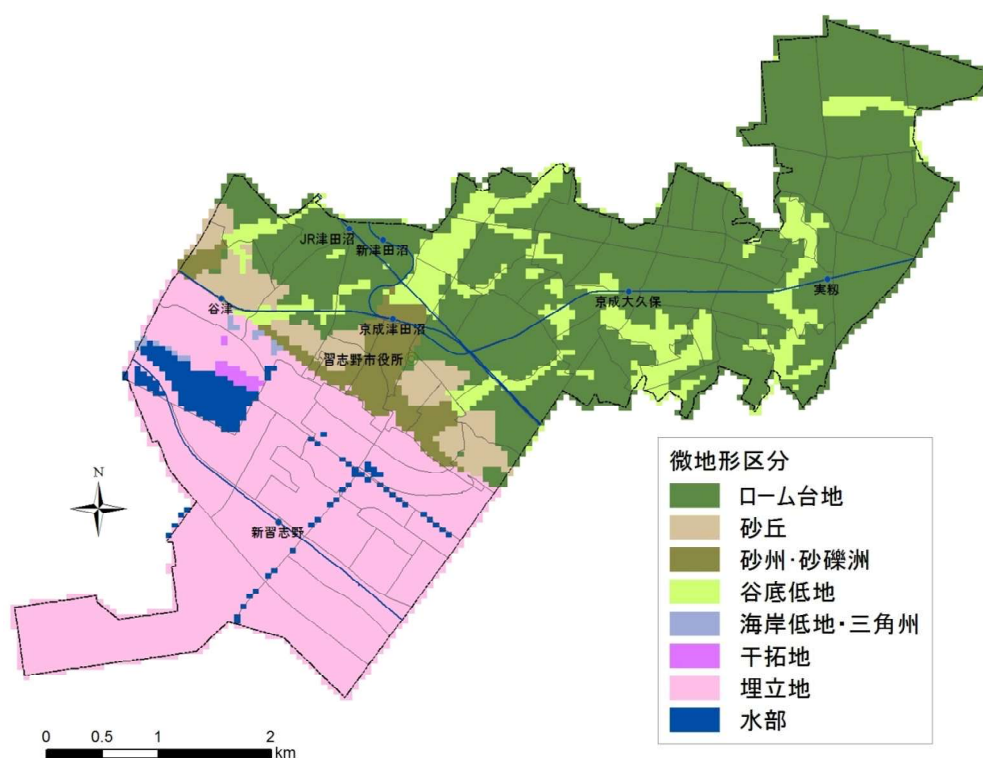 JR津田沼
新津田沼
実籾
京成大久保
谷津
京成津田沼
習志野市役所
新習志野
N
微地形区分
ローム台地
砂丘
砂州・砂礫洲
谷底低地
海岸低地・三角州
干拓地
埋立地
水部
0 0.5 1 2
km